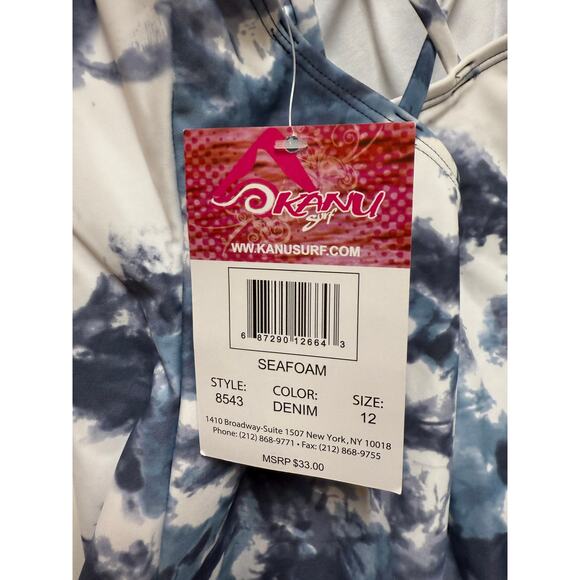 KANU
Surf
WWW.KANUSURF.COM
6 87290 12664 3
SEAFOAM
STYLE: COLOR: SIZE:
8543 DENIM 12
1410 Broadway-Suite 1507 New York, NY 10018
Phone: (212) 868-9771 • Fax: (212) 868-9755
MSRP $33.00